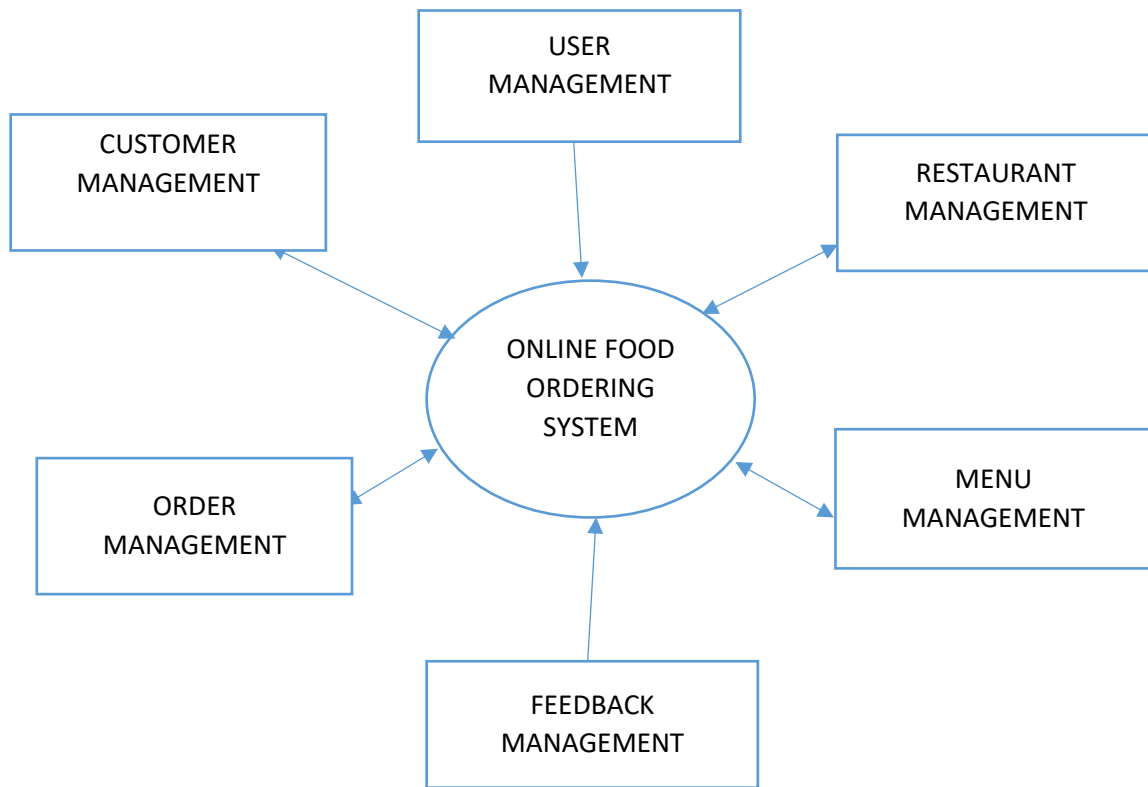 USER
MANAGEMENT
CUSTOMER
MANAGEMENT
RESTAURANT
MANAGEMENT
ONLINE FOOD
ORDERING
SYSTEM
ORDER
MANAGEMENT
MENU
MANAGEMENT
FEEDBACK
MANAGEMENT